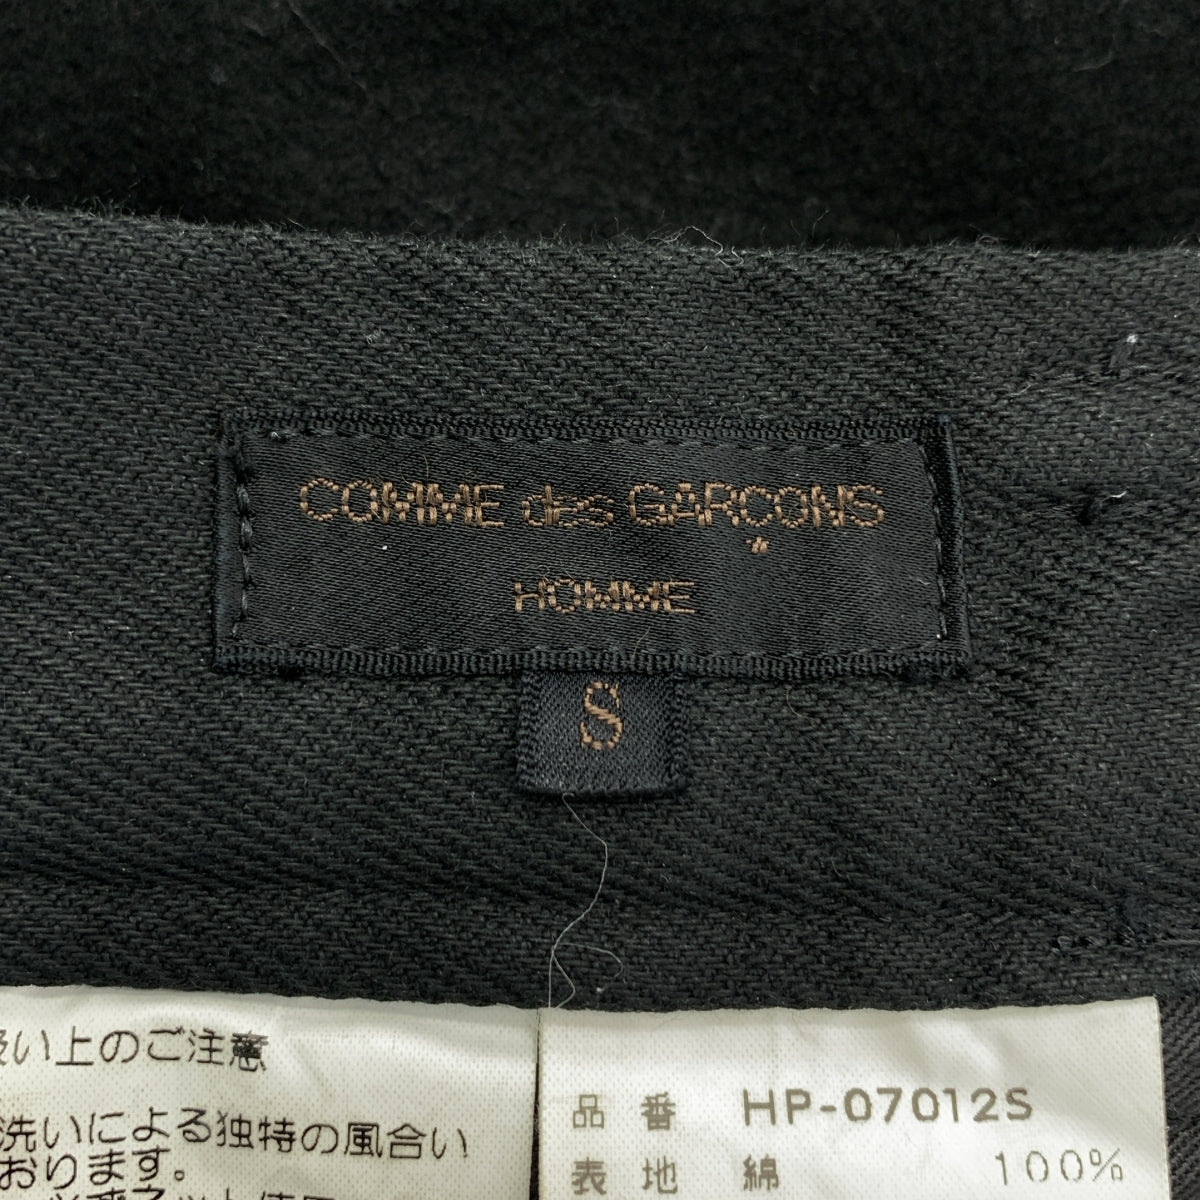 COMME des GARÇONS
HOMME
S
扱い上のご注意
洗いによる独特の風合い
おります。
品番 HP-07012S
表地 綿 100%